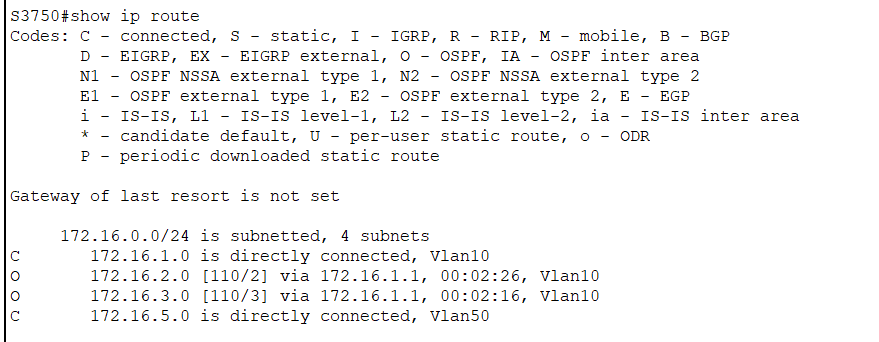 S3750#show ip route
Codes: C - connected, S - static, I - IGRP, R - RIP, M - mobile, B - BGP
       D - EIGRP, EX - EIGRP external, O - OSPF, IA - OSPF inter area
       N1 - OSPF NSSA external type 1, N2 - OSPF NSSA external type 2
       E1 - OSPF external type 1, E2 - OSPF external type 2, E - EGP
       i - IS-IS, L1 - IS-IS level-1, L2 - IS-IS level-2, ia - IS-IS inter area
       * - candidate default, U - per-user static route, o - ODR
       P - periodic downloaded static route

Gateway of last resort is not set

     172.16.0.0/24 is subnetted, 4 subnets
C       172.16.1.0 is directly connected, Vlan10
O       172.16.2.0 [110/2] via 172.16.1.1, 00:02:26, Vlan10
O       172.16.3.0 [110/3] via 172.16.1.1, 00:02:16, Vlan10
C       172.16.5.0 is directly connected, Vlan50